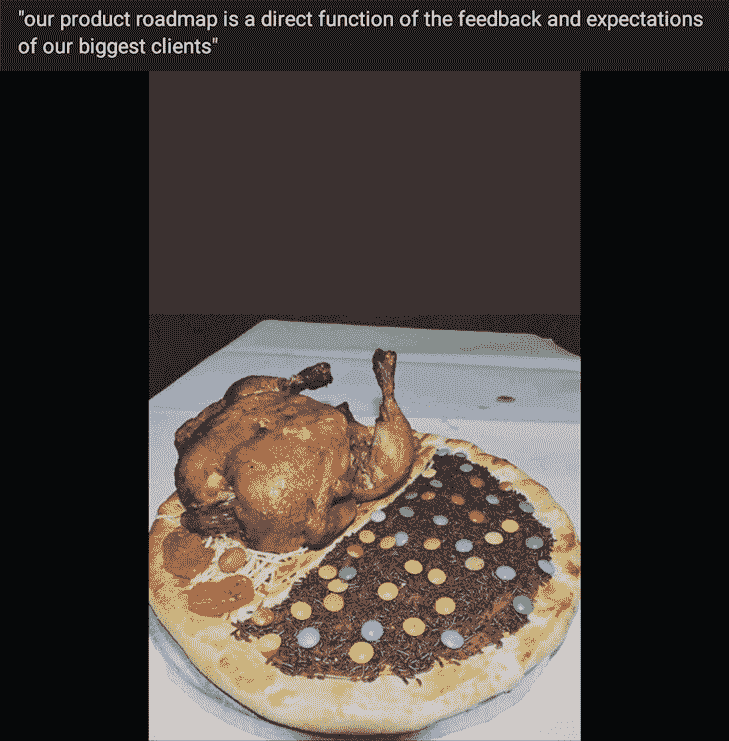 "our product roadmap is a direct function of the feedback and expectations
of our biggest clients"